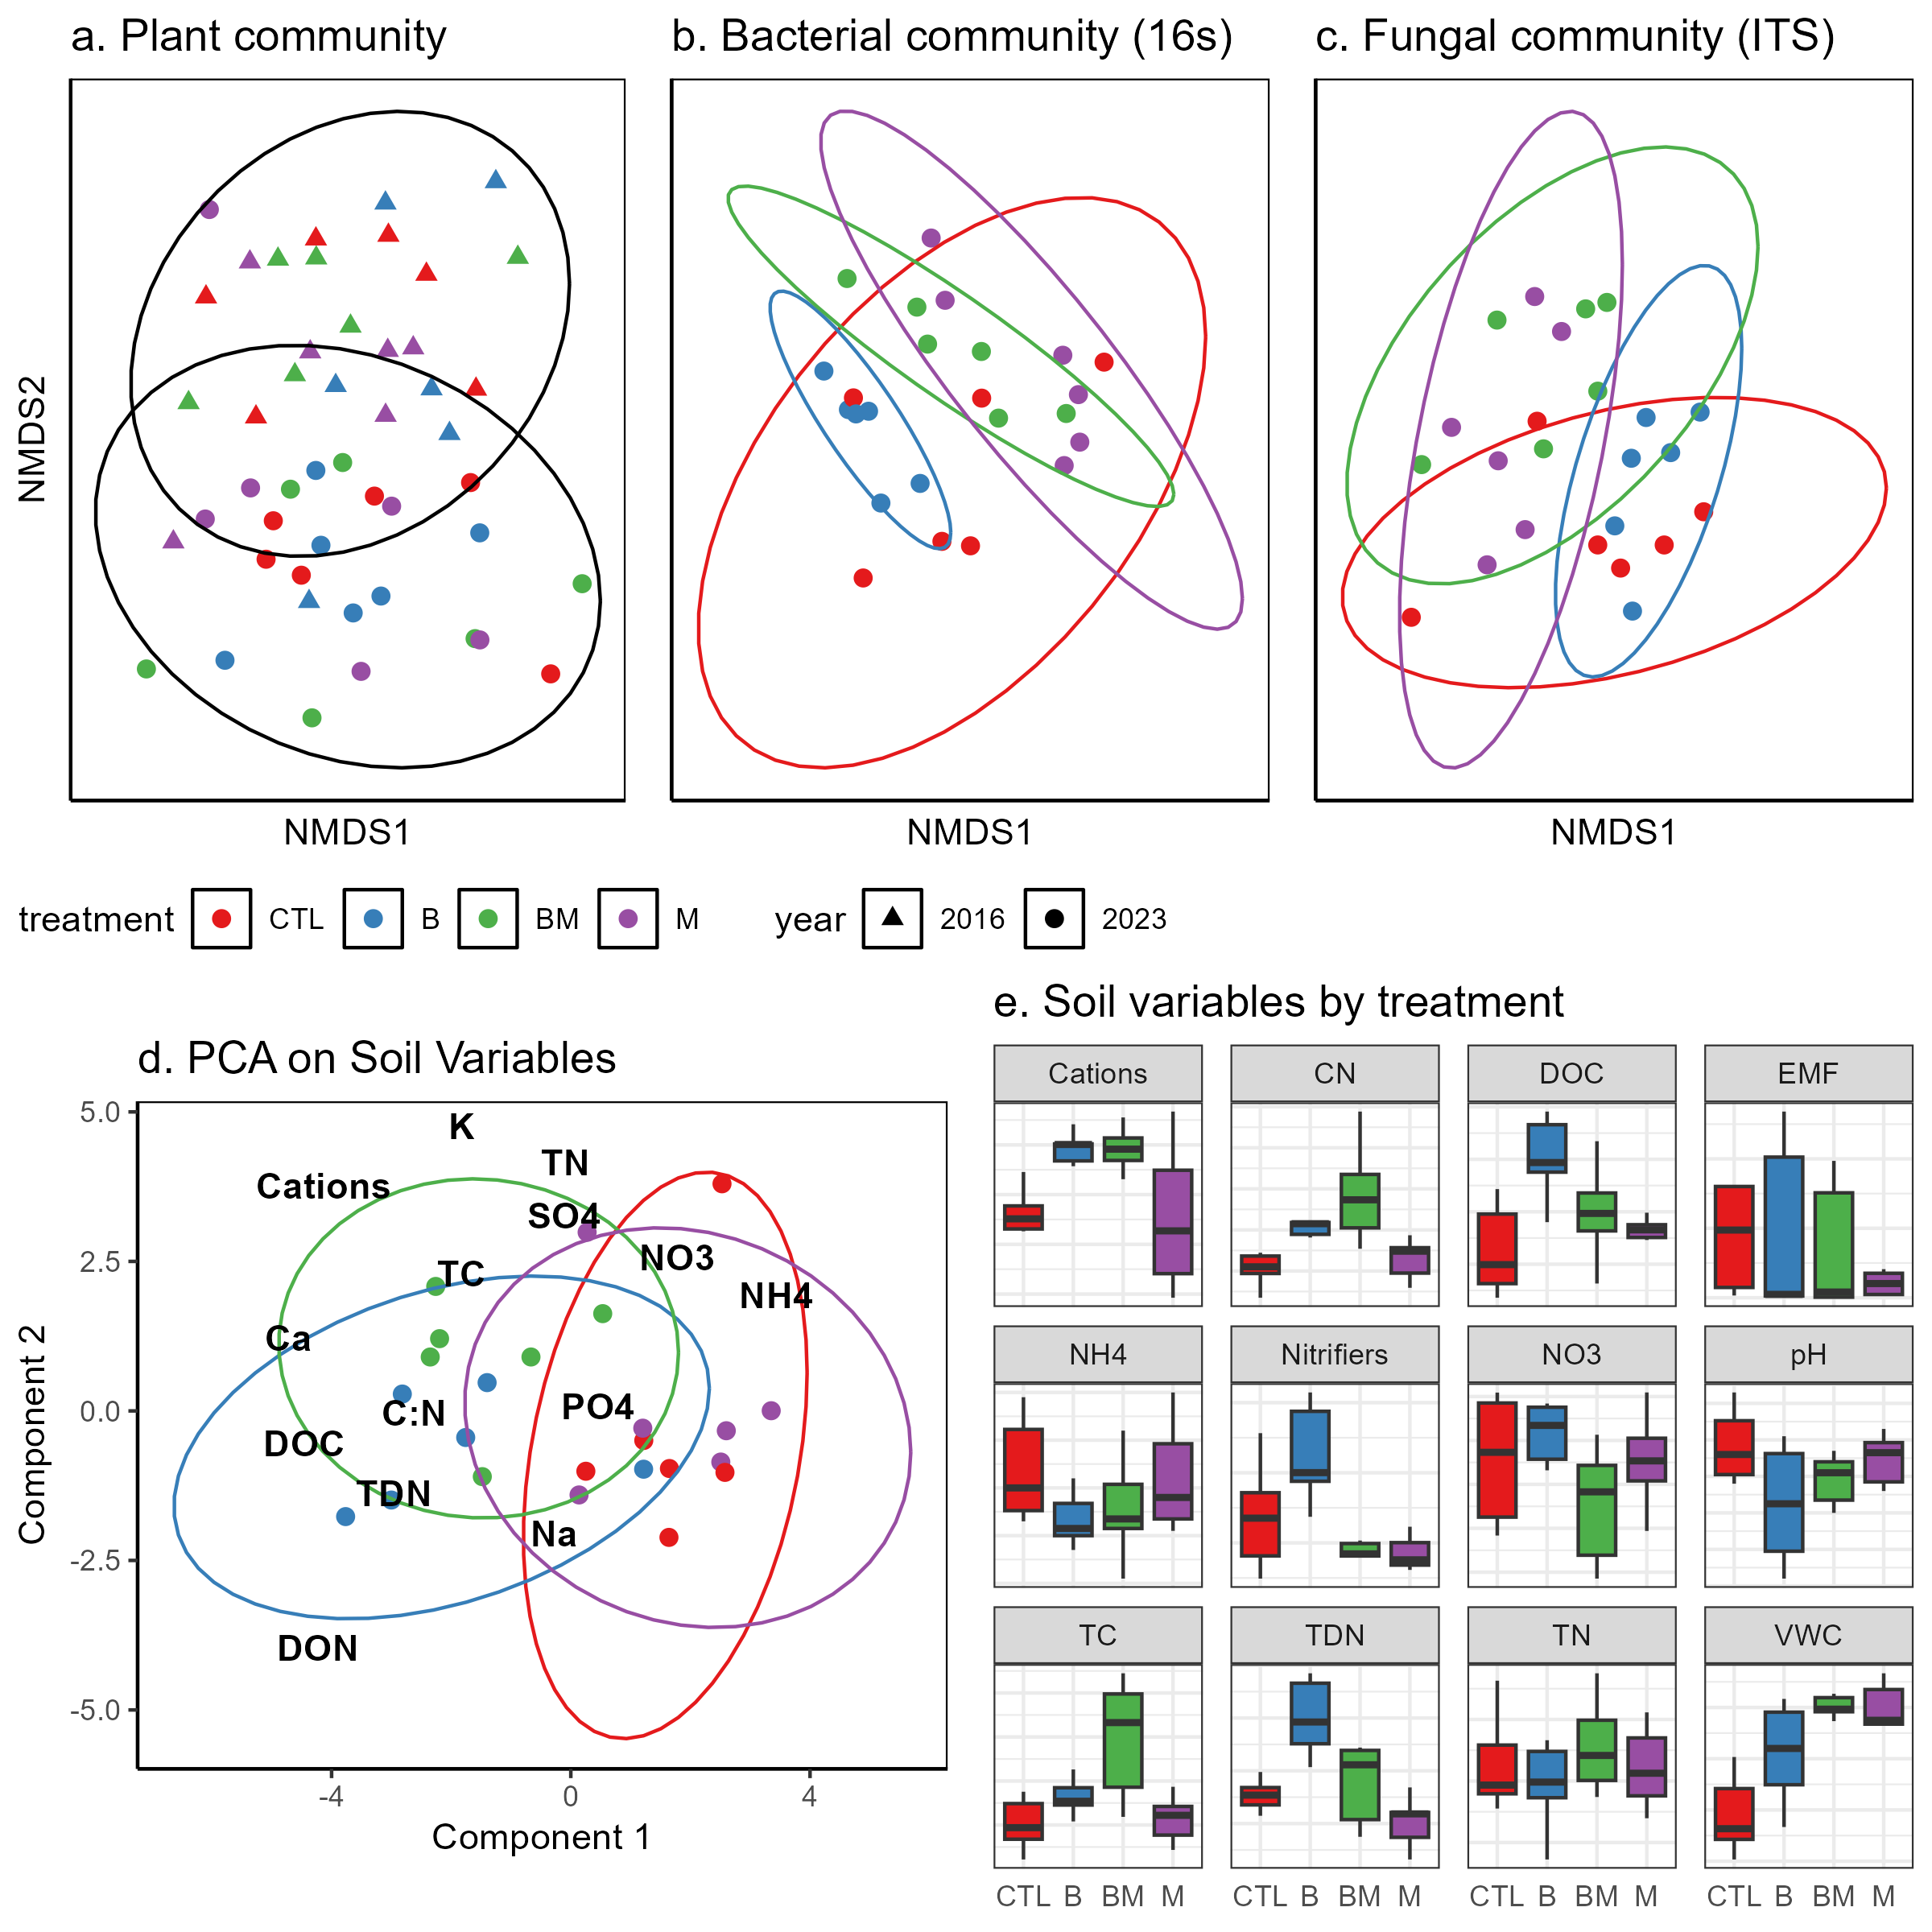 a. Plant community
b. Bacterial community (16s)
c. Fungal community (ITS)
NMDS2
NMDS1
NMDS1
NMDS1
treatment CTL B BM M year 2016 2023
d. PCA on Soil Variables
5.0
2.5
0.0
-2.5
-5.0
Component 2
K
TN
Cations
SO4
NO3
TC
NH4
Ca
PO4
C:N
DOC
TDN
Na
DON
-4 0 4
Component 1
e. Soil variables by treatment
Cations CN DOC EMF
NH4 Nitrifiers NO3 pH
TC TDN TN VWC
CTL B BM M CTL B BM M CTL B BM M CTL B BM M